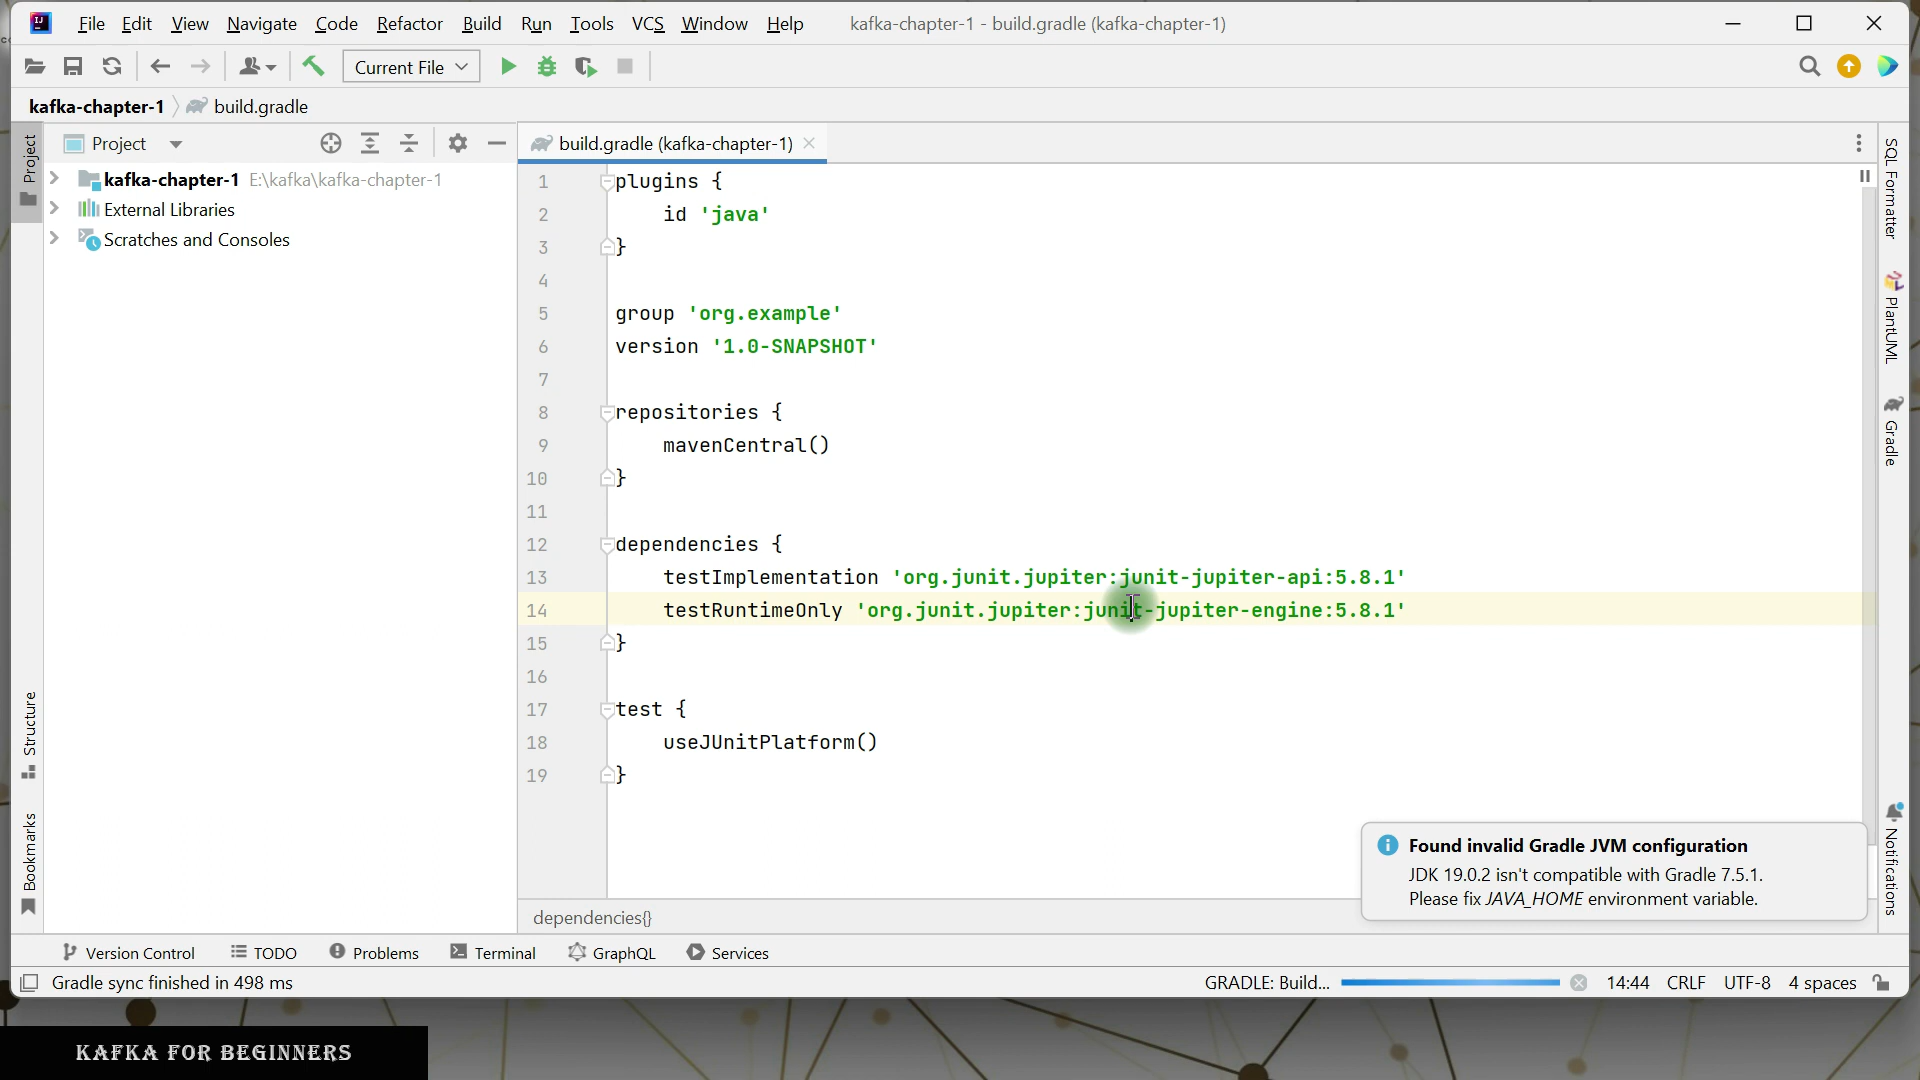 File Edit View Navigate Code Refactor Build Run Tools VCS Window Help kafka-chapter-1 - build.gradle (kafka-chapter-1)
Current File
kafka-chapter-1 build.gradle
Project
Project
build.gradle (kafka-chapter-1)
kafka-chapter-1 E:\kafka\kafka-chapter-1
External Libraries
Scratches and Consoles
1 plugins {
2 id 'java'
3 }
4
5 group 'org.example'
6 version '1.0-SNAPSHOT'
7
8 repositories {
9 mavenCentral()
10 }
11
12 dependencies {
13 testImplementation 'org.junit.jupiter:junit-jupiter-api:5.8.1'
14 testRuntimeOnly 'org.junit.jupiter:junit-jupiter-engine:5.8.1'
15 }
16
17 test {
18 useJUnitPlatform()
19 }
SQL Formatter
PlantUML
Gradle
Notifications
Structure
Bookmarks
Found invalid Gradle JVM configuration
JDK 19.0.2 isn't compatible with Gradle 7.5.1.
Please fix JAVA_HOME environment variable.
dependencies{}
Version Control TODO Problems Terminal GraphQL Services
Gradle sync finished in 498 ms GRADLE: Build... 14:44 CRLF UTF-8 4 spaces
KAFKA FOR BEGINNERS